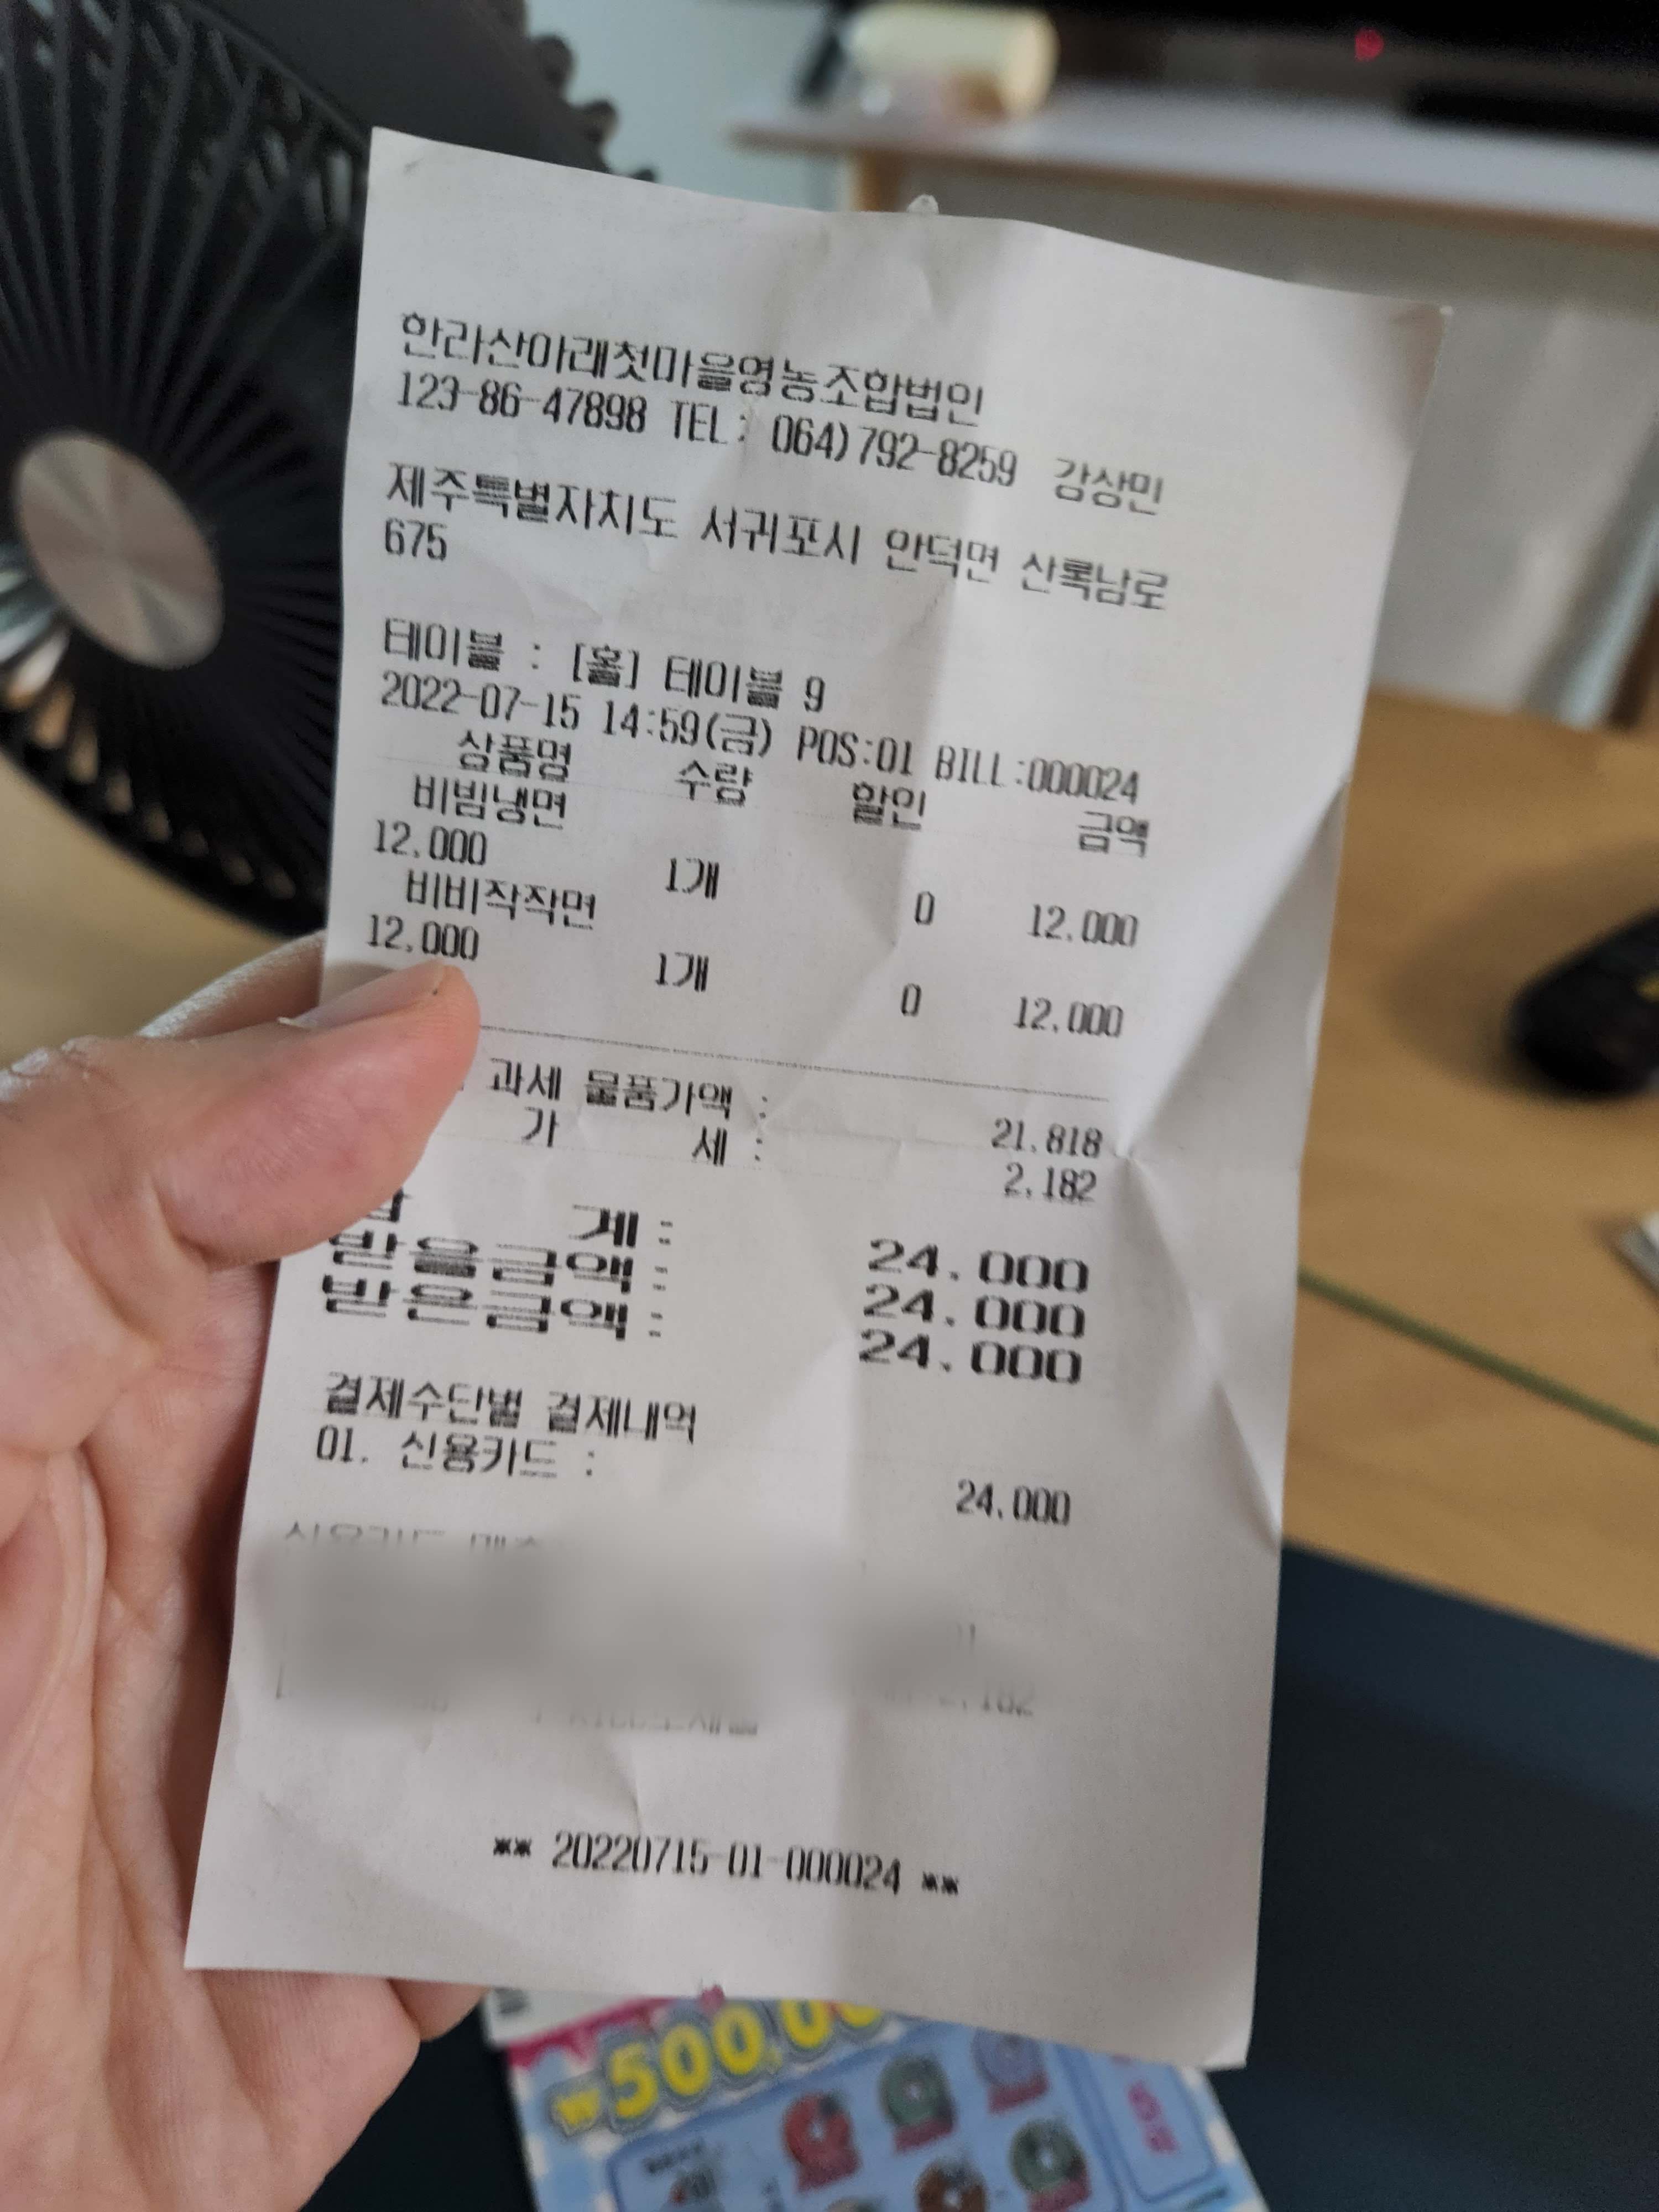 한라산아래첫마을영농조합법인
123-86-47898 TEL: 064)792-8259 강상민
제주특별자치도 서귀포시 안덕면 산록남로
675
테이블 : [홀] 테이블 9
2022-07-15 14:59(금) POS:01 BILL:000024
상품명 수량 할인 금액
비빔냉면
12,000 1개 0 12,000
비비작작면
12,000 1개 0 12,000
과세 물품가액 : 21,818
가 세 : 2,182
계 : 24,000
받을금액 : 24,000
받은금액 : 24,000
결제수단별 결제내역
01. 신용카드 : 24,000
** 20220715-01-000024 **